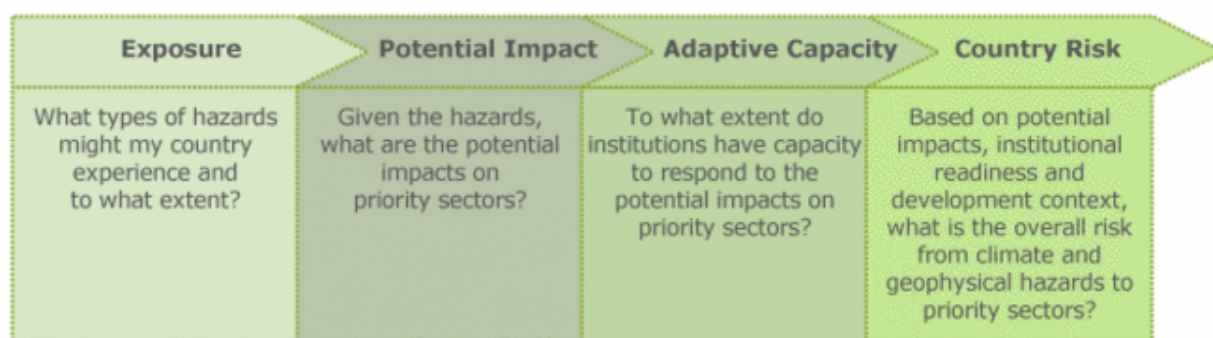 Exposure
Potential Impact
Adaptive Capacity
Country Risk
What types of hazards
might my country
experience and
to what extent?
Given the hazards,
what are the potential
impacts on
priority sectors?
To what extent do
institutions have capacity
to respond to the
potential impacts on
priority sectors?
Based on potential
impacts, institutional
readiness and
development context,
what is the overall risk
from climate and
geophysical hazards to
priority sectors?